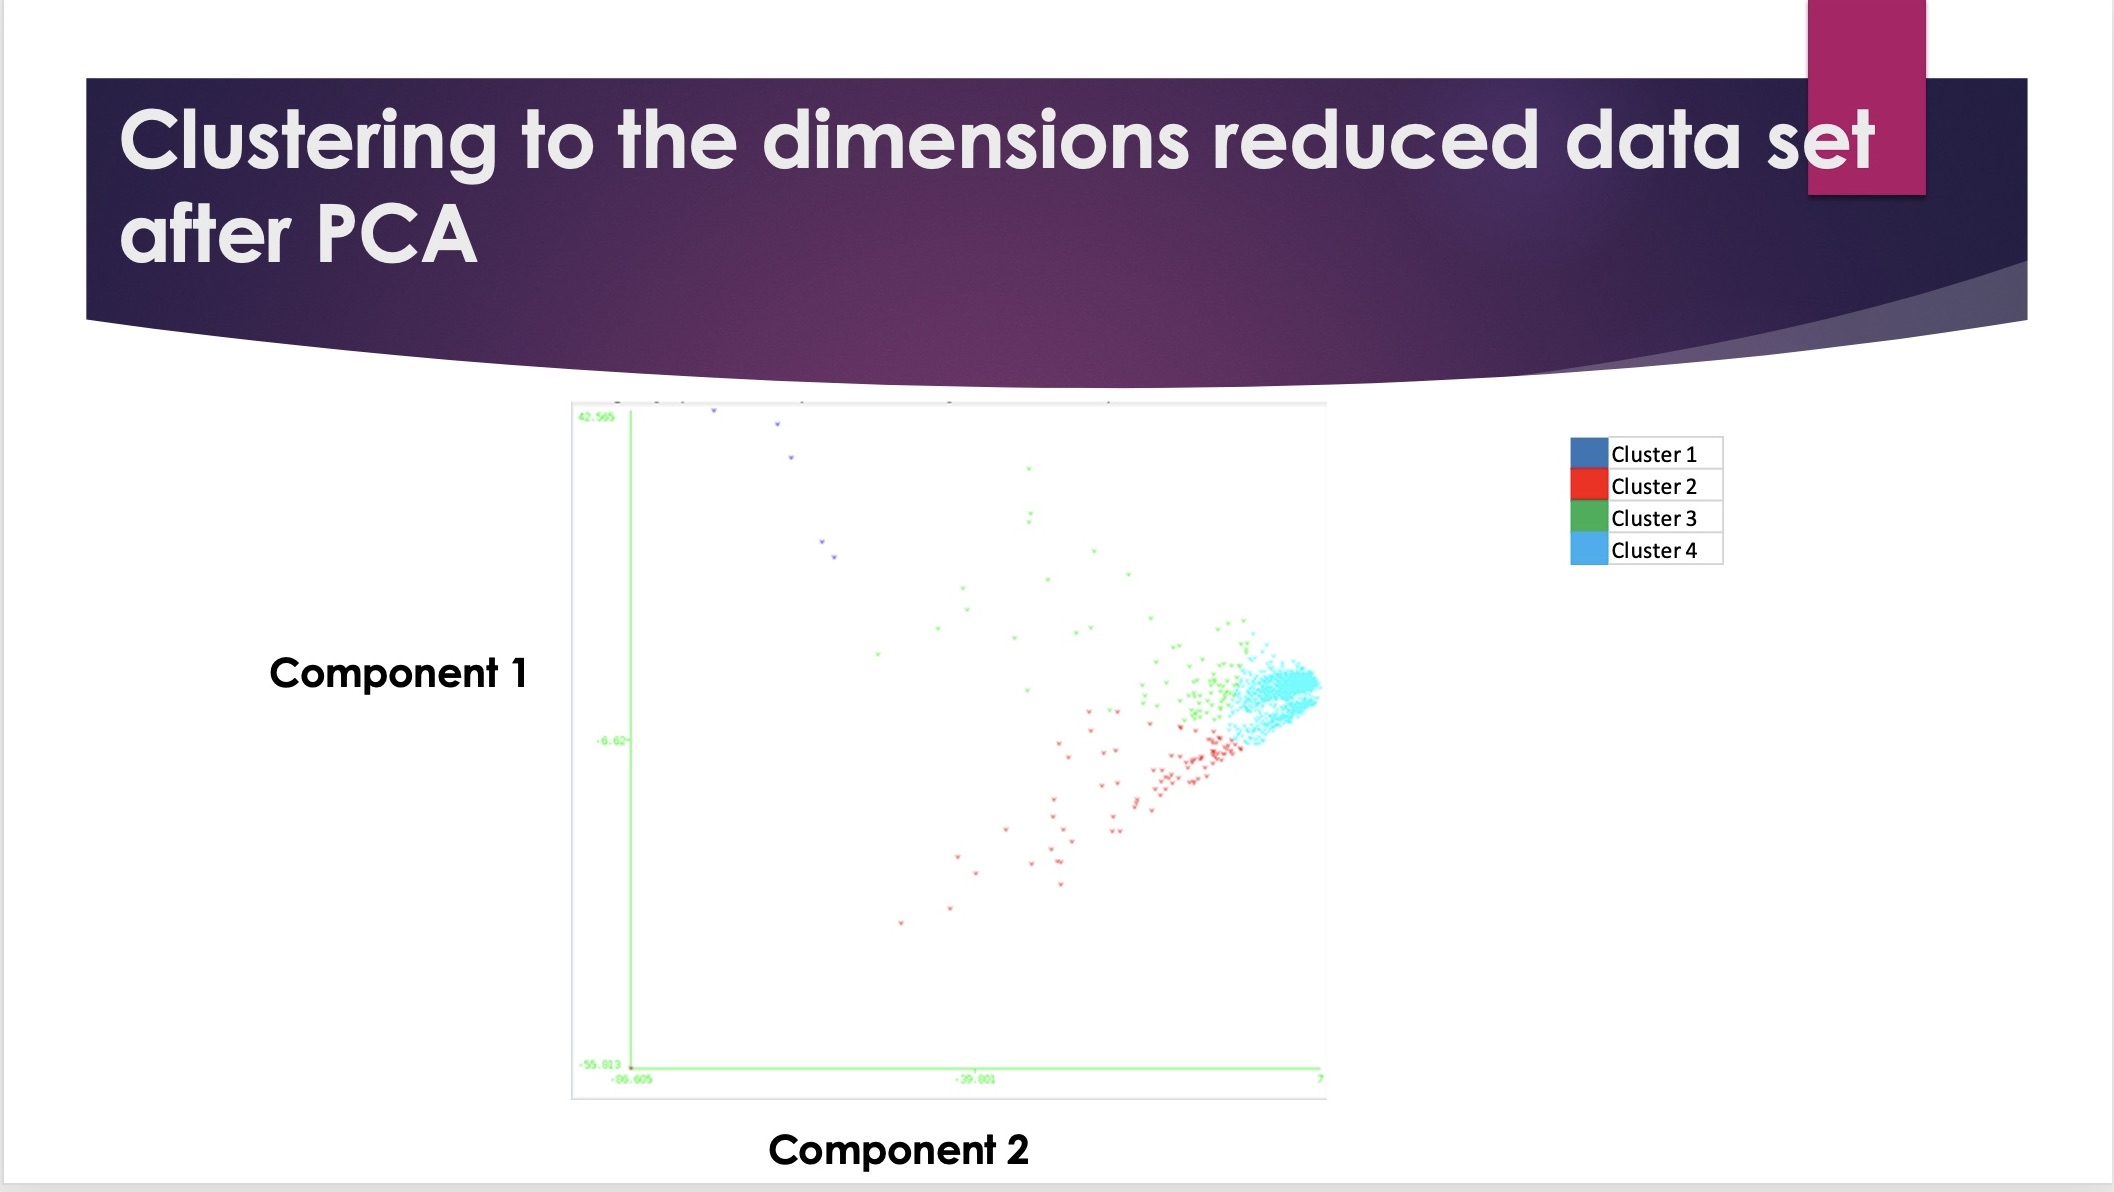 Clustering to the dimensions reduced data set
after PCA
42.565
Cluster 1
Cluster 2
Cluster 3
Cluster 4
Component 1
-6.62
-55.813
-86.605
-39.801
7
Component 2